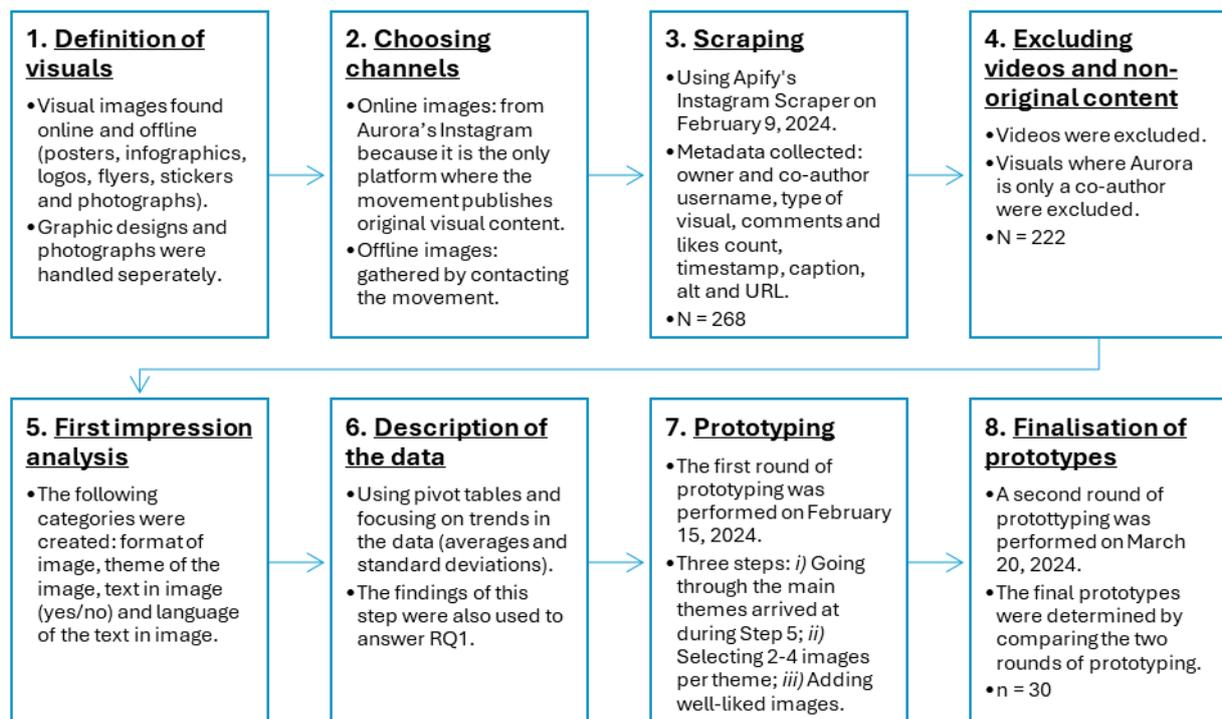 1. Definition of
visuals
•Visual images found
online and offline
(posters, infographics,
logos, flyers, stickers
and photographs).
•Graphic designs and
photographs were
handled seperately.
2. Choosing
channels
•Online images: from
Aurora's Instagram
because it is the only
platform where the
movement publishes
original visual content.
•Offline images:
gathered by contacting
the movement.
3. Scraping
•Using Apify's
Instagram Scraper on
February 9, 2024.
•Metadata collected:
owner and co-author
username, type of
visual, comments and
likes count,
timestamp, caption,
alt and URL.
•N = 268
4. Excluding
videos and non-
original content
•Videos were excluded.
•Visuals where Aurora
is only a co-author
were excluded.
•N = 222
5. First impression
analysis
•The following
categories were
created: format of
image, theme of the
image, text in image
(yes/no) and language
of the text in image.
6. Description of
the data
•Using pivot tables and
focusing on trends in
the data (averages and
standard deviations).
•The findings of this
step were also used to
answer RQ1.
7. Prototyping
•The first round of
prototyping was
performed on February
15, 2024.
•Three steps: i) Going
through the main
themes arrived at
during Step 5; ii)
Selecting 2-4 images
per theme; iii) Adding
well-liked images.
8. Finalisation of
prototypes
•A second round of
protottyping was
performed on March
20, 2024.
•The final prototypes
were determined by
comparing the two
rounds of prototyping.
•n = 30